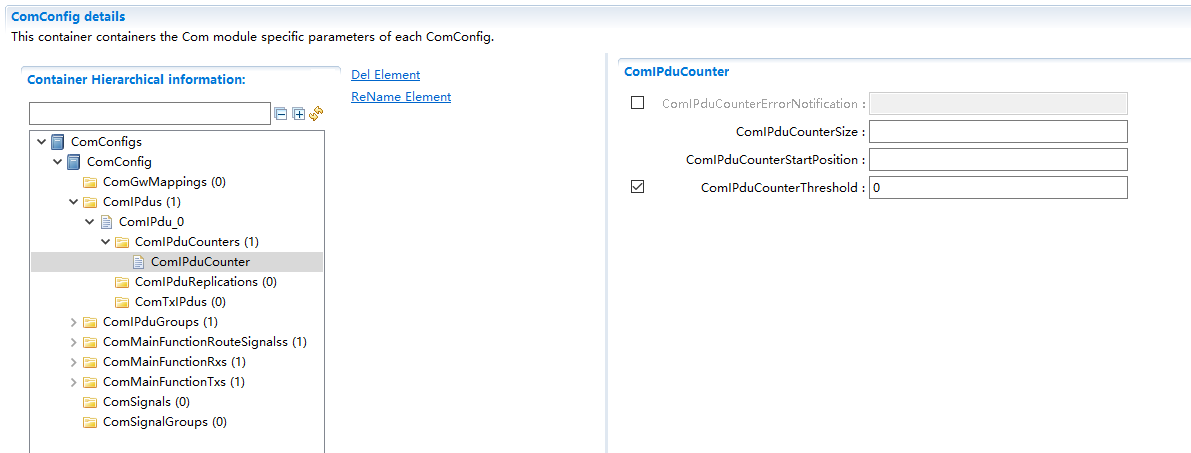 ComConfig details
This container containers the Com module specific parameters of each ComConfig.
Container Hierarchical information:
Del Element
ReName Element
ComConfigs
ComConfig
ComGwMappings (0)
ComIPdus (1)
ComIPdu_0
ComIPduCounters (1)
ComIPduCounter
ComIPduReplications (0)
ComTxIPdus (0)
ComIPduGroups (1)
ComMainFunctionRouteSignalss (1)
ComMainFunctionRxs (1)
ComMainFunctionTxs (1)
ComSignals (0)
ComSignalGroups (0)
ComIPduCounter
ComIPduCounterErrorNotification :
ComIPduCounterSize :
ComIPduCounterStartPosition :
ComIPduCounterThreshold : 0